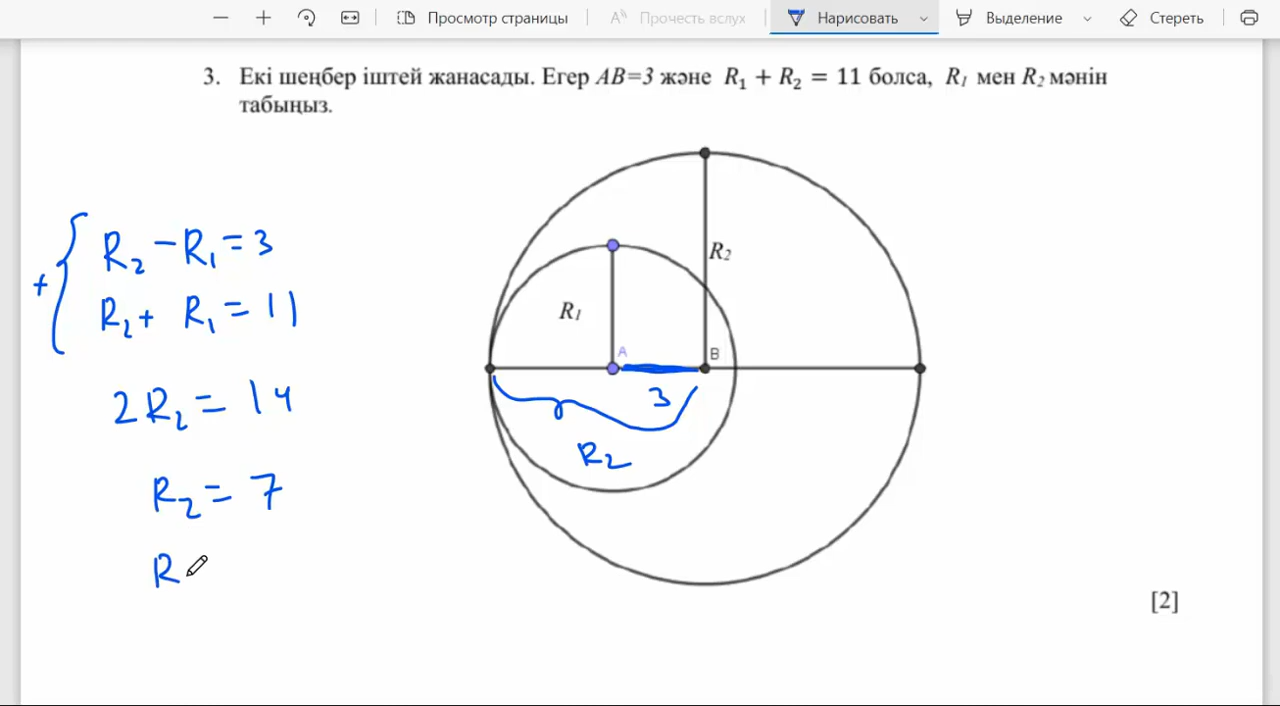 Просмотр страницы Прочесть вслух Нарисовать Выделение Стереть
3. Екі шеңбер іштей жанасады. Егер AB=3 және R₁ + R₂ = 11 болса, R₁ мен R₂ мәнін
табыңыз.
R₂ − R₁ = 3
+
R₂ + R₁ = 11
2R₂ = 14
R₂ = 7
R
R₂
R₁
A
B
3
R₂
[2]